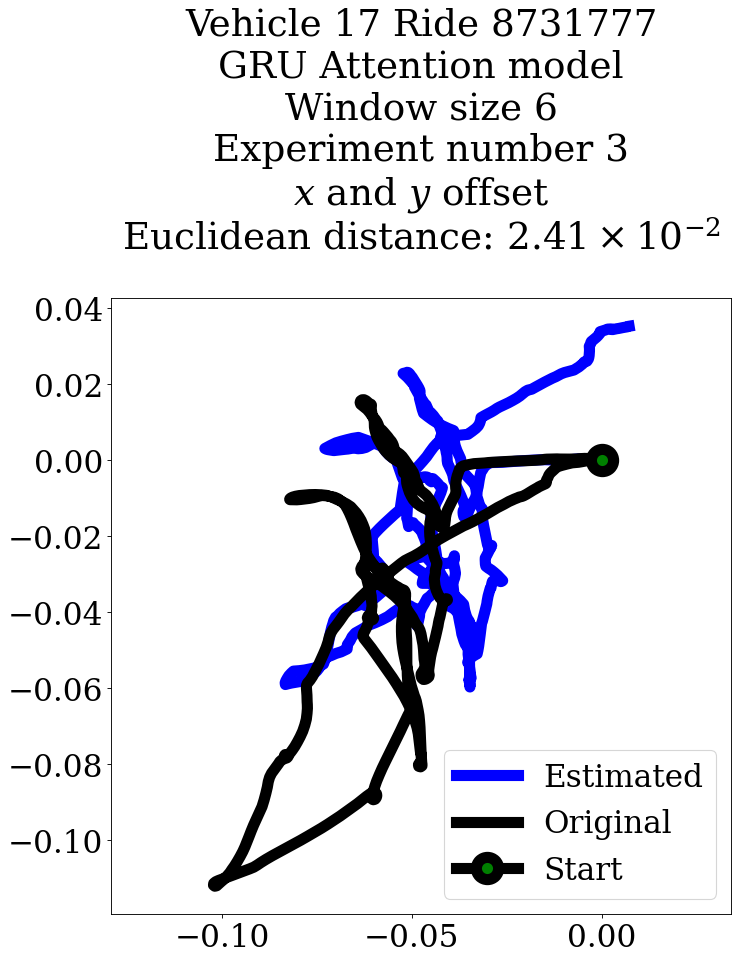 Vehicle 17 Ride 8731777
GRU Attention model
Window size 6
Experiment number 3
x and y offset
Euclidean distance: 2.41 × 10⁻²
0.04
0.02
0.00
−0.02
−0.04
−0.06
−0.08
−0.10
Estimated
Original
Start
−0.10
−0.05
0.00